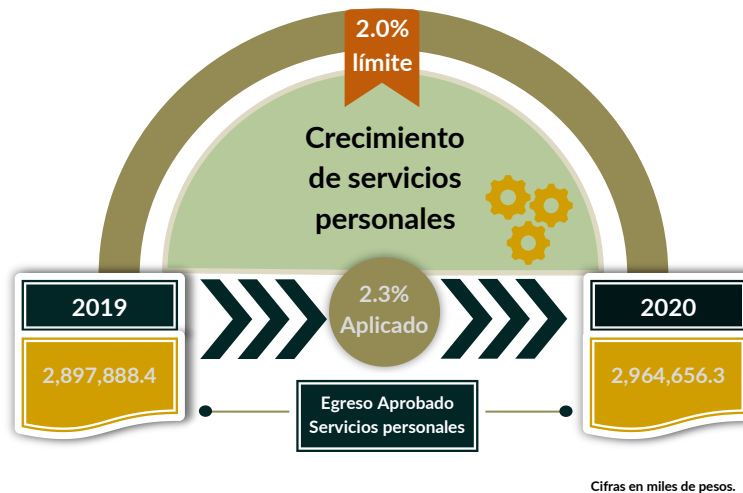 2.0%
límite
Crecimiento
de servicios
personales
2019
2.3%
Aplicado
2020
2,897,888.4
2,964,656.3
Egreso Aprobado
Servicios personales
Cifras en miles de pesos.